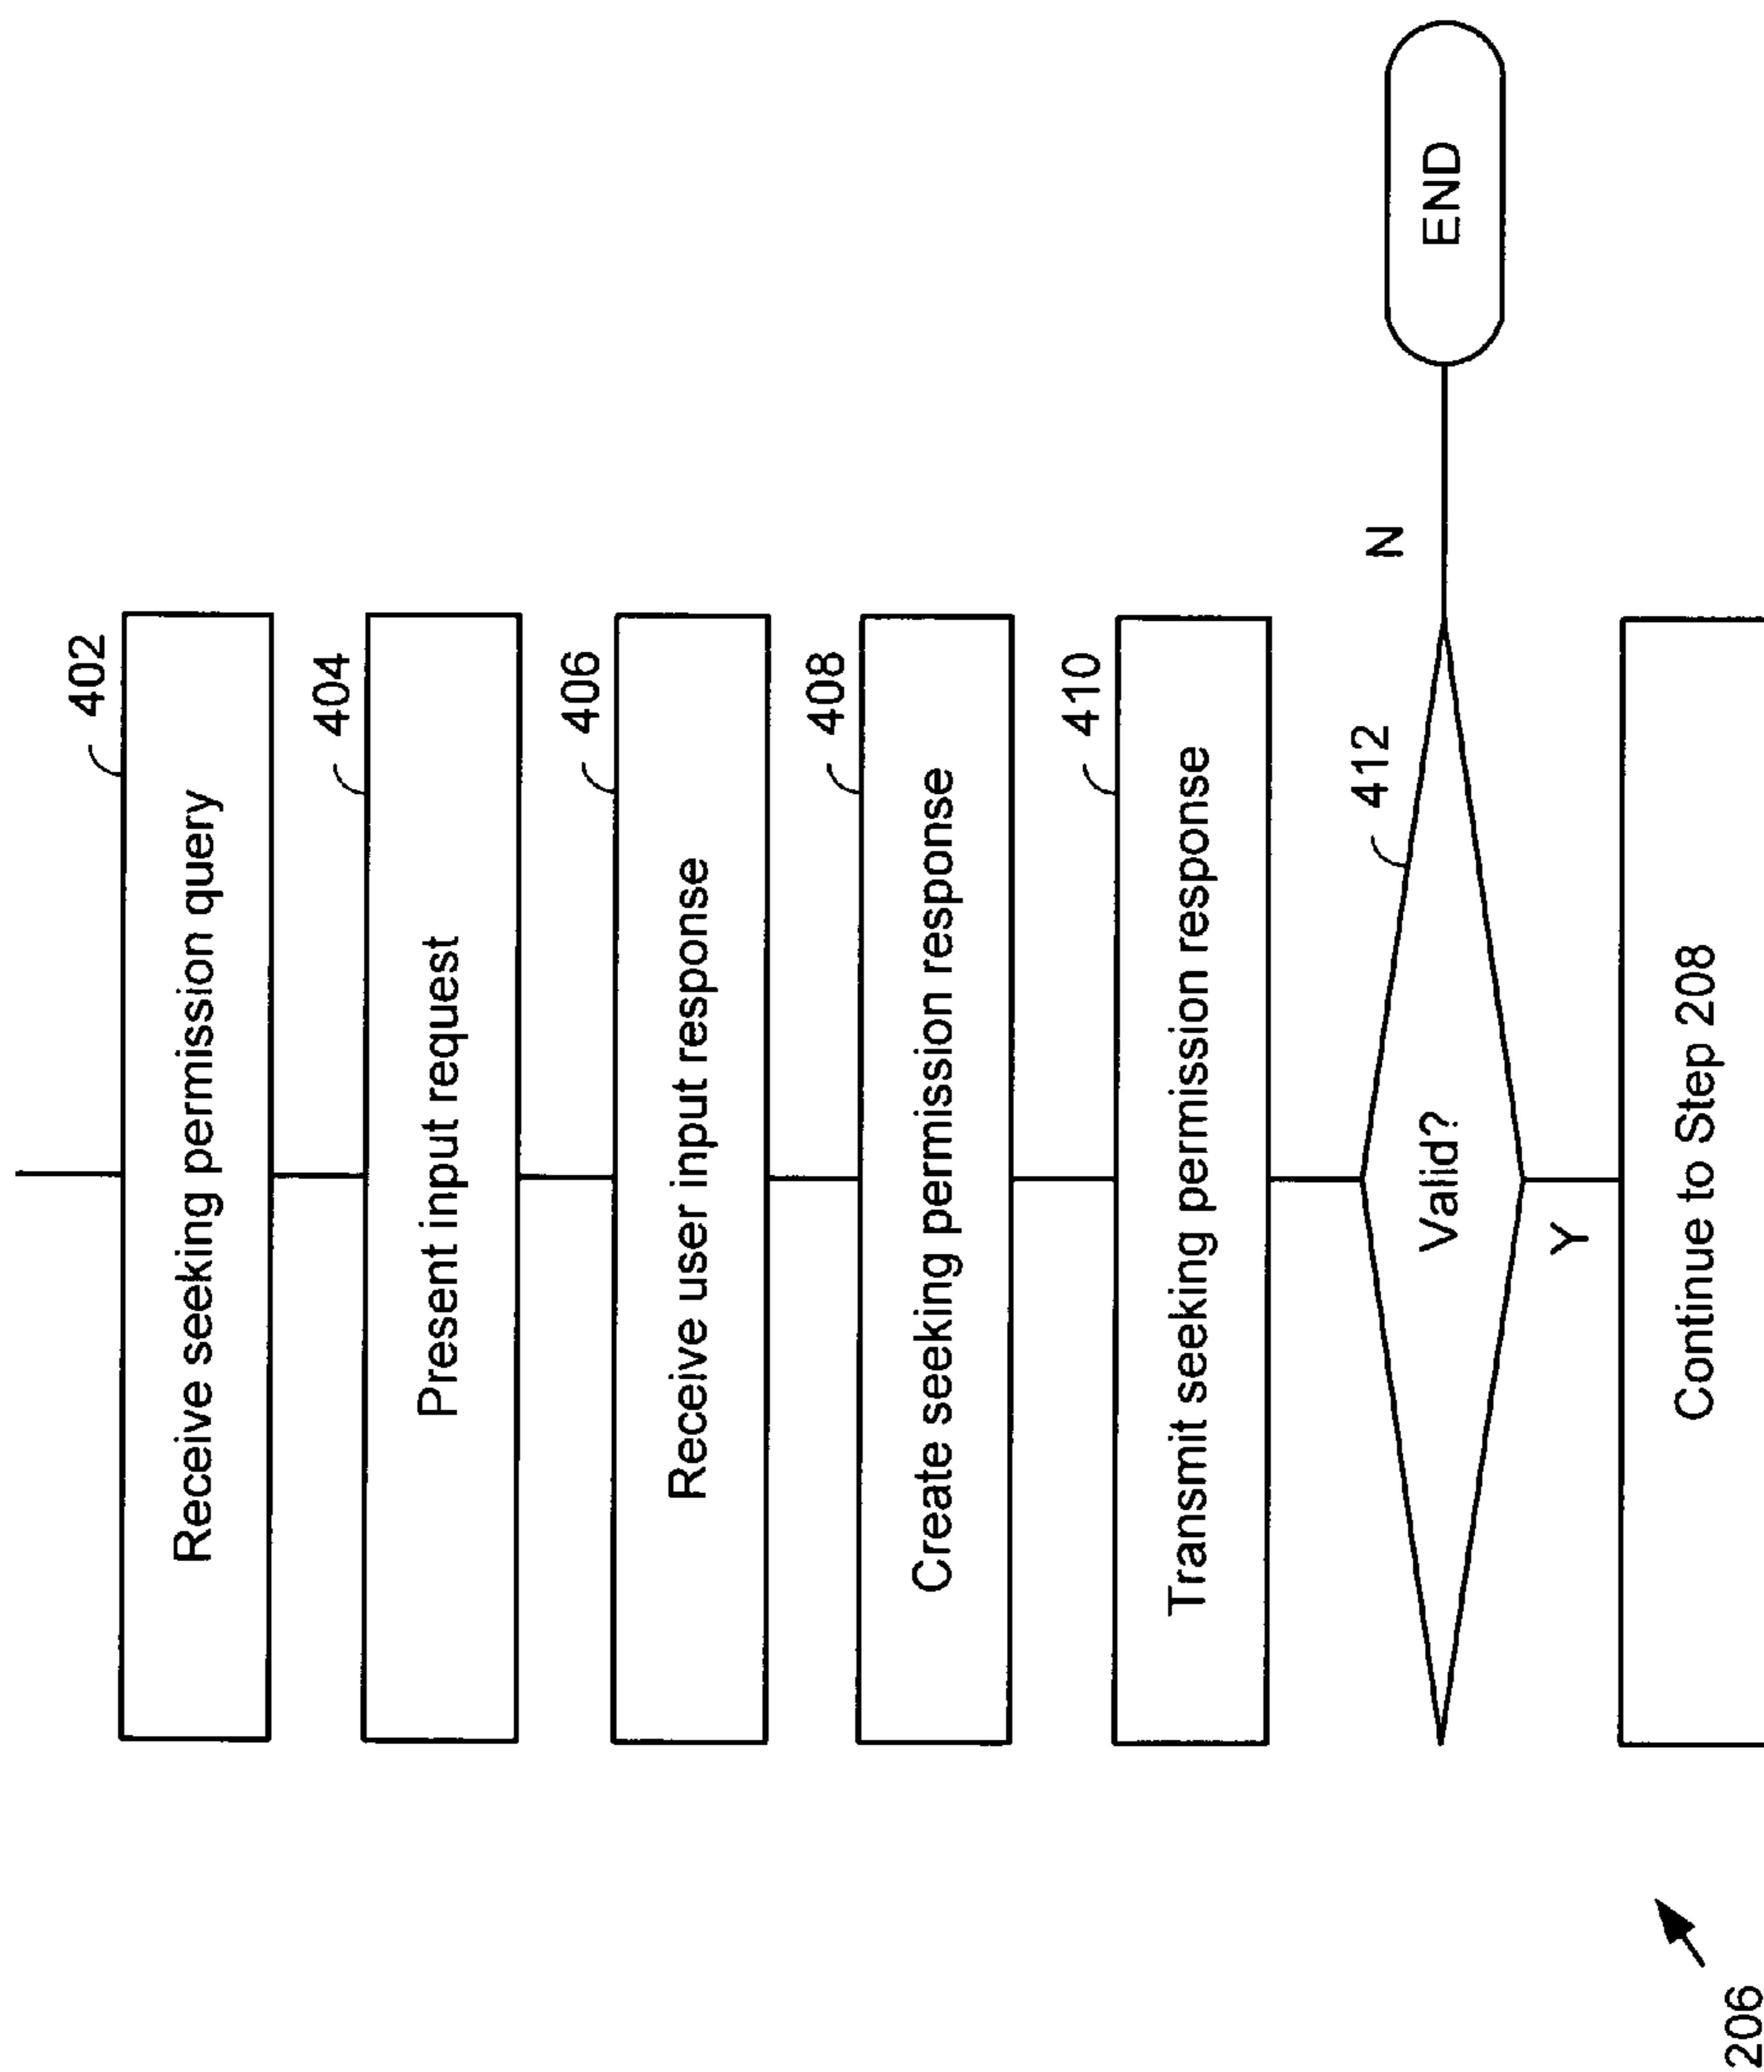 402
Receive seeking permission query
404
Present input request
406
Receive user input response
408
Create seeking permission response
410
Transmit seeking permission response
412
Valid?
N
END
Y
Continue to Step 208
206